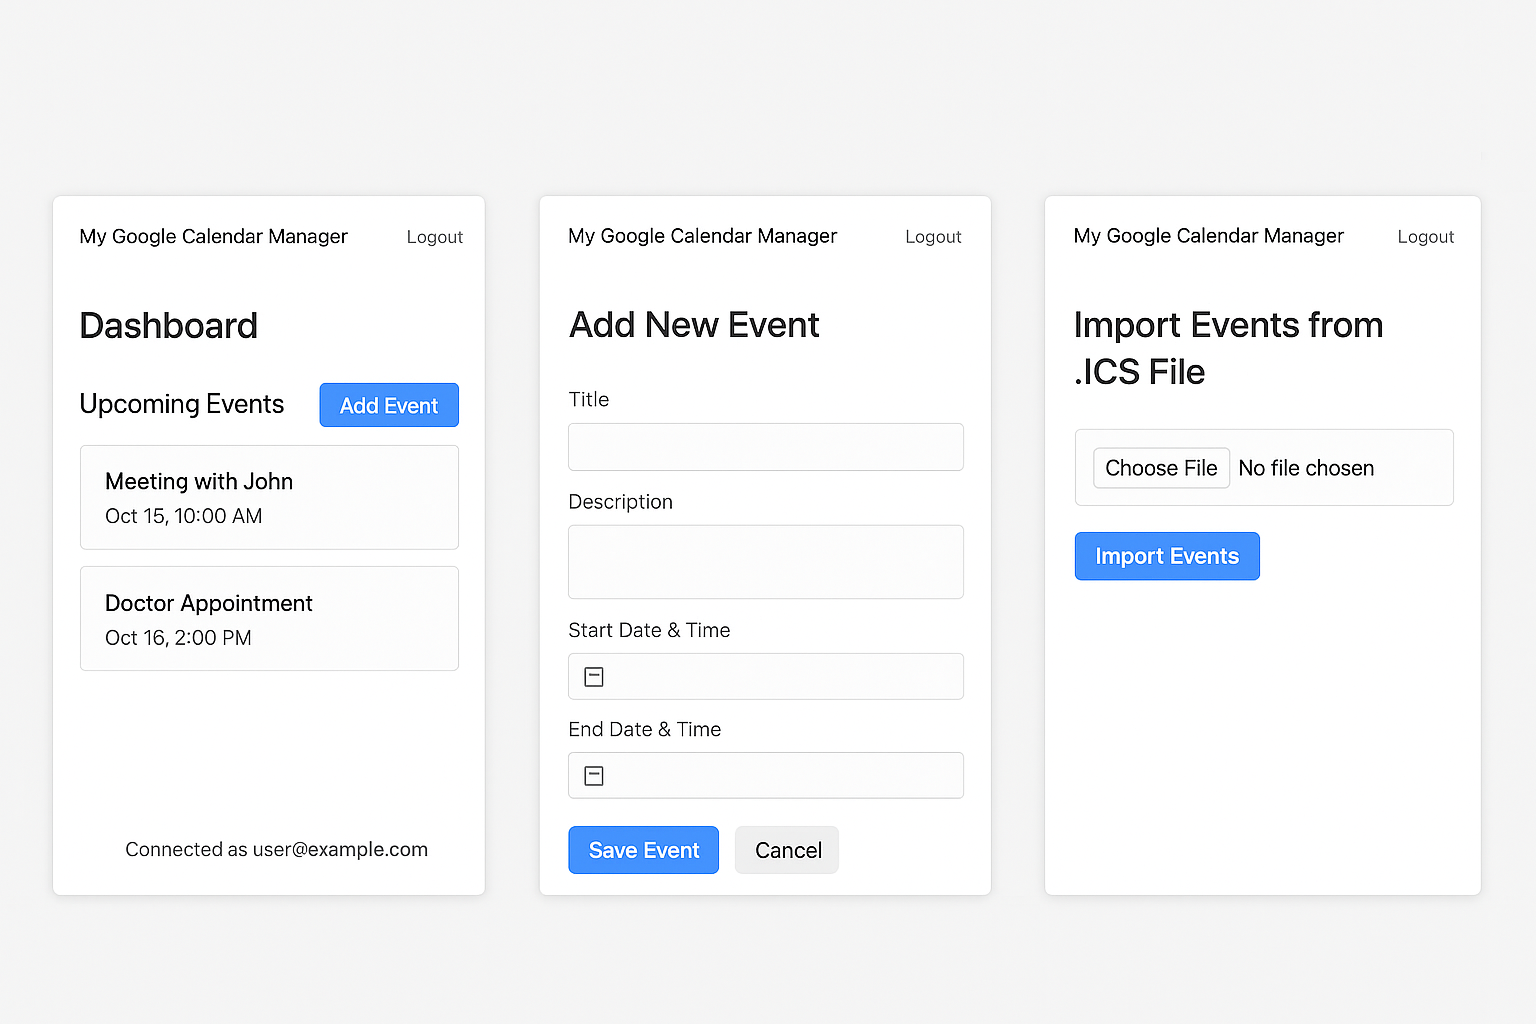 My Google Calendar Manager
Logout
Dashboard
Upcoming Events
Add Event
Meeting with John
Oct 15, 10:00 AM
Doctor Appointment
Oct 16, 2:00 PM
Connected as user@example.com
My Google Calendar Manager
Logout
Add New Event
Title
Description
Start Date & Time
End Date & Time
Save Event
Cancel
My Google Calendar Manager
Logout
Import Events from
.ICS File
Choose File
No file chosen
Import Events